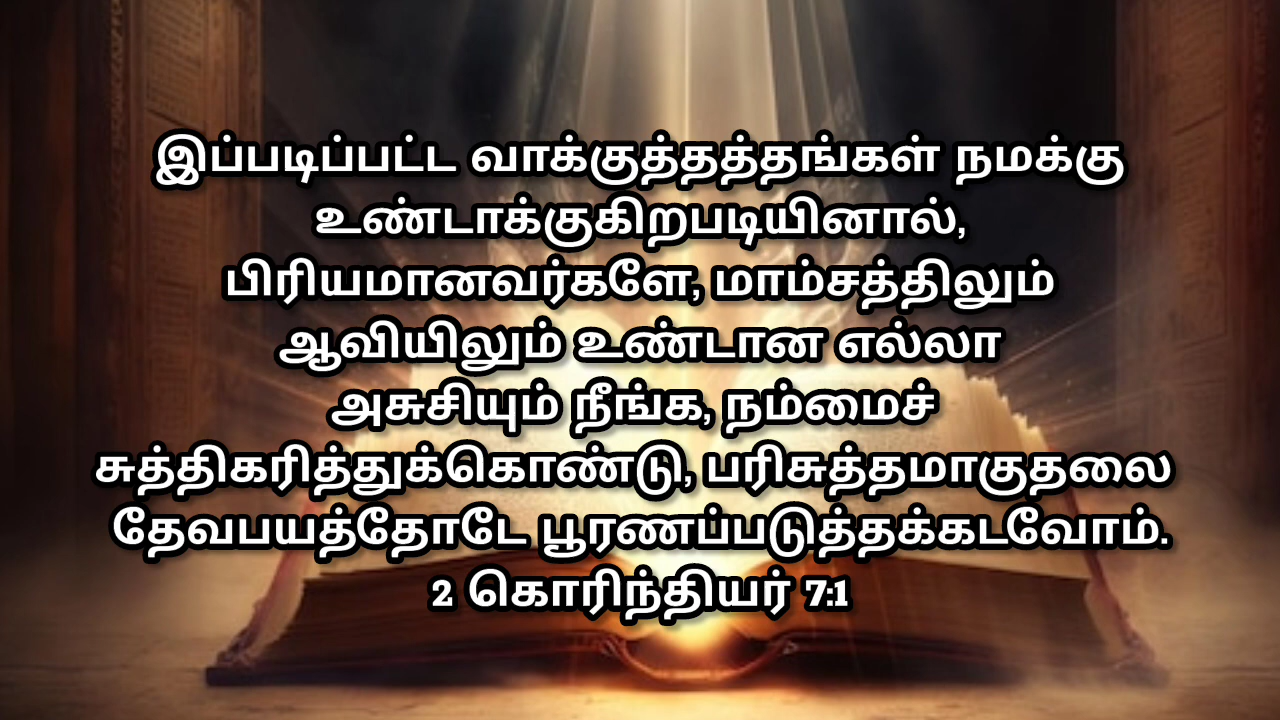 இப்படிப்பட்ட வாக்குத்தத்தங்கள் நமக்கு
உண்டாக்குகிறபடியினால்,
பிரியமானவர்களே, மாம்சத்திலும்
ஆவியிலும் உண்டான எல்லா
அசுசியும் நீங்க, நம்மைச்
சுத்திகரித்துக்கொண்டு, பரிசுத்தமாகுதலை
தேவபயத்தோடே பூரணப்படுத்தக்கடவோம்.
2 கொரிந்தியர் 7:1